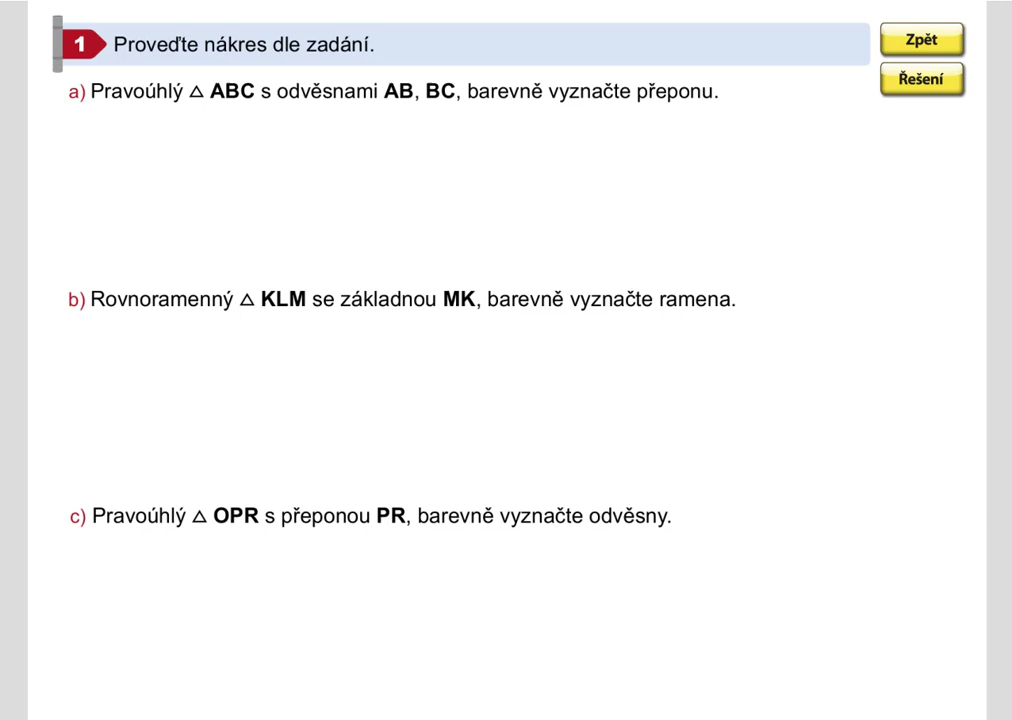 1 Proveďte nákres dle zadání.
Zpět
Řešení
a) Pravoúhlý △ ABC s odvěsnami AB, BC, barevně vyznačte přeponu.
b) Rovnoramenný △ KLM se základnou MK, barevně vyznačte ramena.
c) Pravoúhlý △ OPR s přeponou PR, barevně vyznačte odvěsny.